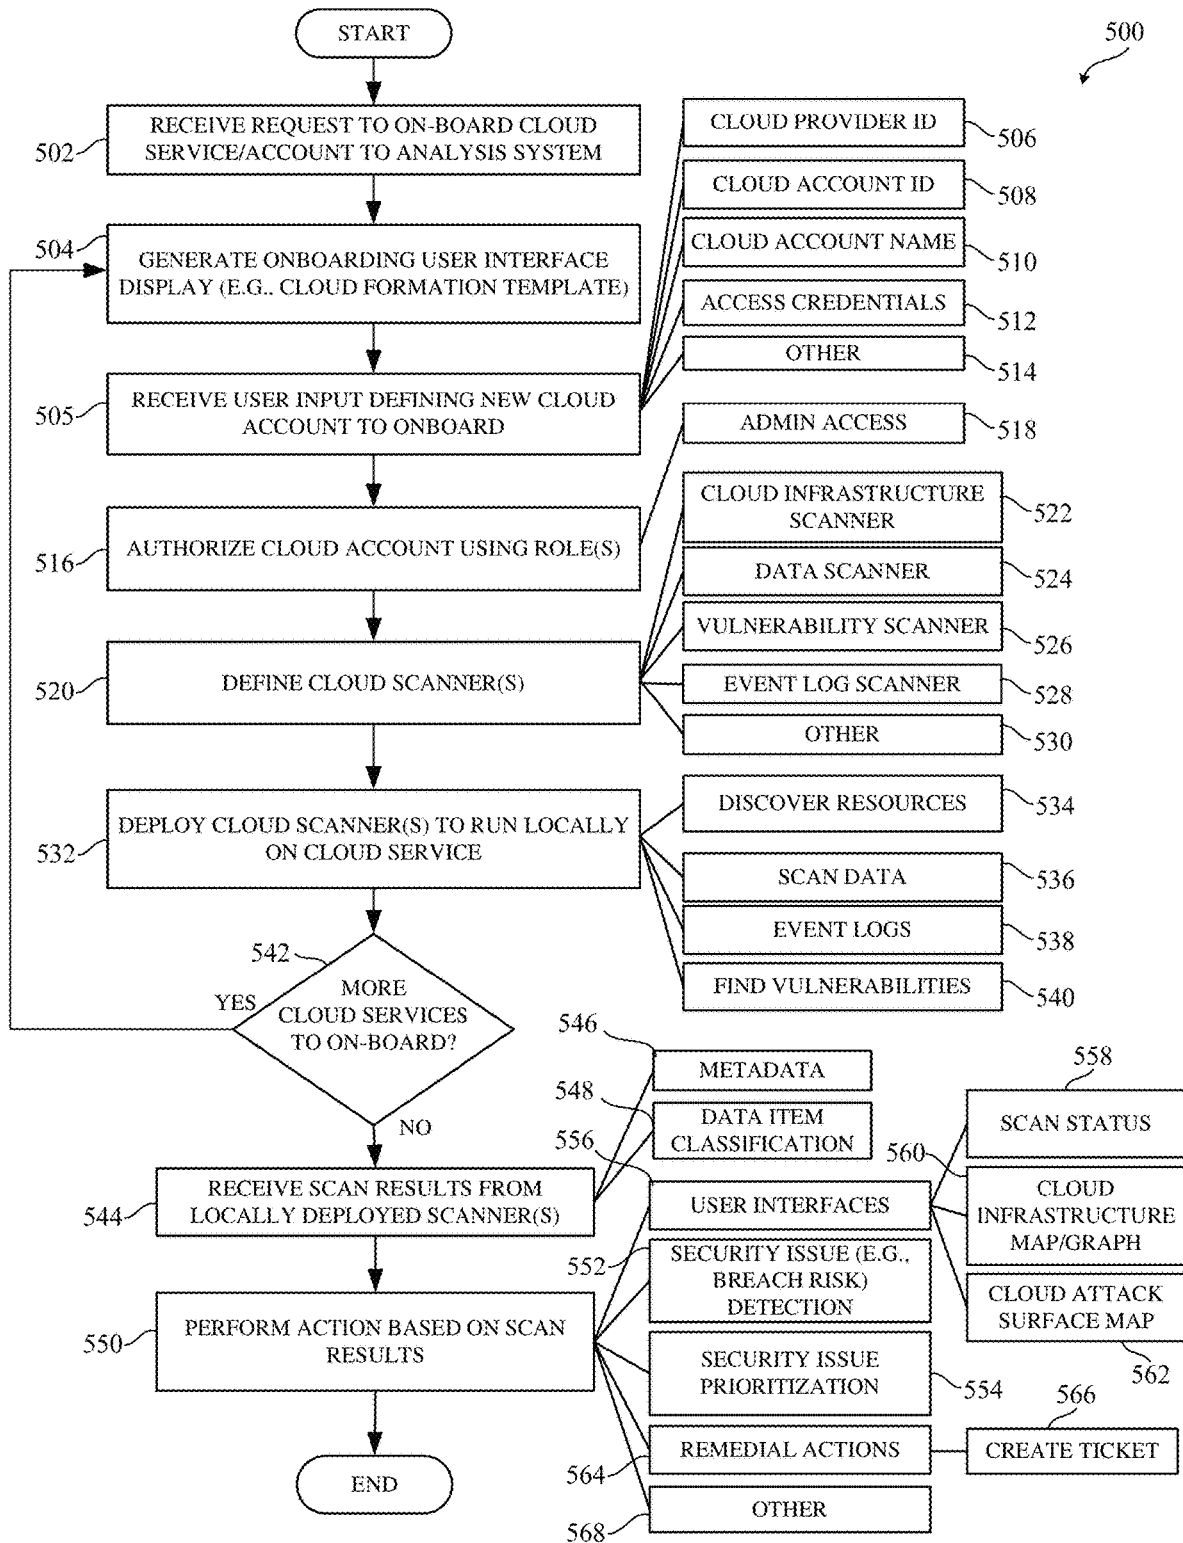 START
500
502
RECEIVE REQUEST TO ON-BOARD CLOUD
SERVICE/ACCOUNT TO ANALYSIS SYSTEM
CLOUD PROVIDER ID
506
CLOUD ACCOUNT ID
508
504
GENERATE ONBOARDING USER INTERFACE
DISPLAY (E.G., CLOUD FORMATION TEMPLATE)
CLOUD ACCOUNT NAME
510
ACCESS CREDENTIALS
512
OTHER
514
505
RECEIVE USER INPUT DEFINING NEW CLOUD
ACCOUNT TO ONBOARD
ADMIN ACCESS
518
516
AUTHORIZE CLOUD ACCOUNT USING ROLE(S)
CLOUD INFRASTRUCTURE
SCANNER
522
DATA SCANNER
524
VULNERABILITY SCANNER
526
520
DEFINE CLOUD SCANNER(S)
EVENT LOG SCANNER
528
OTHER
530
532
DEPLOY CLOUD SCANNER(S) TO RUN LOCALLY
ON CLOUD SERVICE
DISCOVER RESOURCES
534
SCAN DATA
536
EVENT LOGS
538
FIND VULNERABILITIES
540
542
YES
MORE
CLOUD SERVICES
TO ON-BOARD?
NO
546
METADATA
548
DATA ITEM
CLASSIFICATION
544
RECEIVE SCAN RESULTS FROM
LOCALLY DEPLOYED SCANNER(S)
556
USER INTERFACES
558
SCAN STATUS
560
CLOUD
INFRASTRUCTURE
MAP/GRAPH
CLOUD ATTACK
SURFACE MAP
562
552
SECURITY ISSUE (E.G.,
BREACH RISK)
DETECTION
550
PERFORM ACTION BASED ON SCAN
RESULTS
SECURITY ISSUE
PRIORITIZATION
554
REMEDIAL ACTIONS
564
566
CREATE TICKET
OTHER
568
END